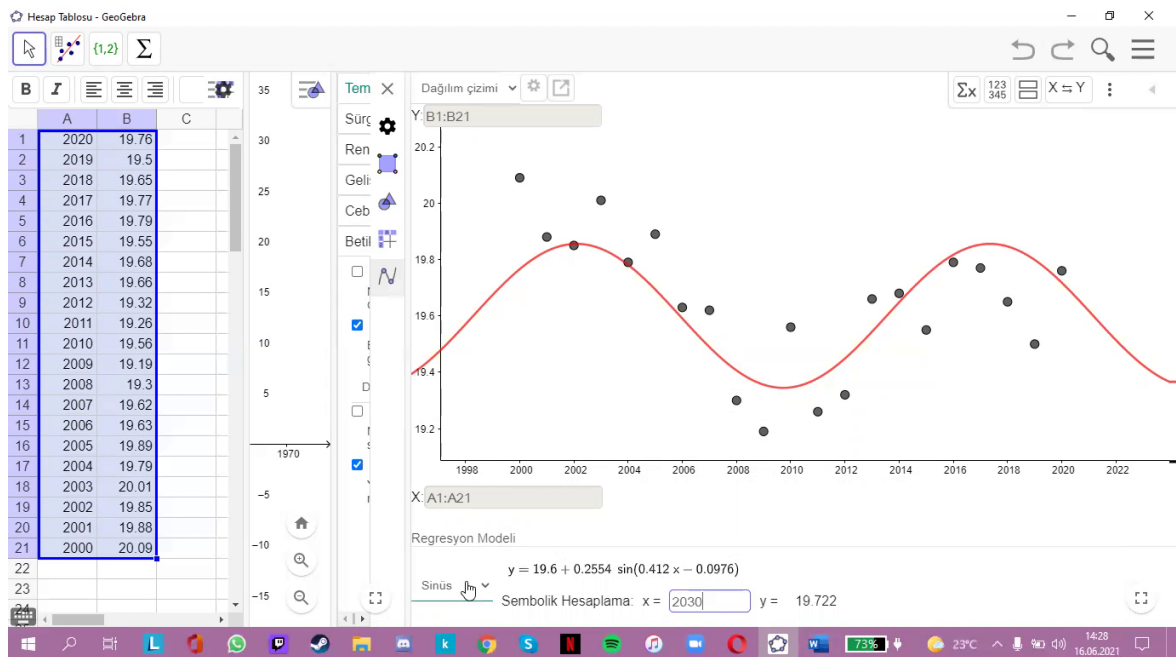 Hesap Tablosu - GeoGebra
{1,2} Σ
B I
Tem
Dağılım çizimi
Σx 123 345 X ⇆ Y
A B C
1 2020 19.76
2 2019 19.5
3 2018 19.65
4 2017 19.77
5 2016 19.79
6 2015 19.55
7 2014 19.68
8 2013 19.66
9 2012 19.32
10 2011 19.26
11 2010 19.56
12 2009 19.19
13 2008 19.3
14 2007 19.62
15 2006 19.63
16 2005 19.89
17 2004 19.79
18 2003 20.01
19 2002 19.85
20 2001 19.88
21 2000 20.09
22
23
24
35
30
25
20
15
10
5
1970
−5
−10
−15
Sürg
Ren
Geliş
Ceb
Betil
Y: B1:B21
20.2
20
19.8
19.6
19.4
19.2
1998 2000 2002 2004 2006 2008 2010 2012 2014 2016 2018 2020 2022
X: A1:A21
Regresyon Modeli
Sinüs
y = 19.6 + 0.2554 sin(0.412 x − 0.0976)
Sembolik Hesaplama: x = 2030 y = 19.722
73%
23°C
14:28
16.06.2021